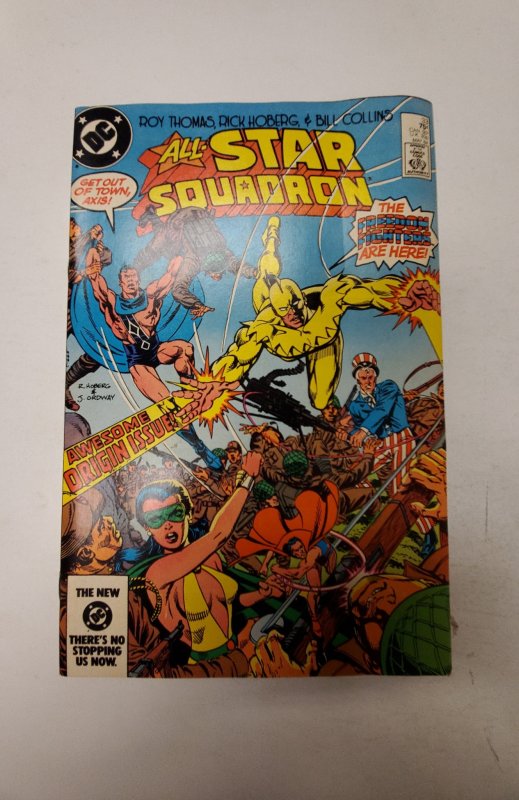 ROY THOMAS, RICK HOBERG, & BILL COLLINS
DC
ALL-STAR
SQUADRON
75¢
GET OUT
OF TOWN,
AXIS!
THE
FREEDOM
FIGHTERS
ARE HERE!
R. HOBERG
&
J. ORDWAY
AWESOME
ORIGIN ISSUE!
THE NEW
DC
THERE'S NO
STOPPING
US NOW.